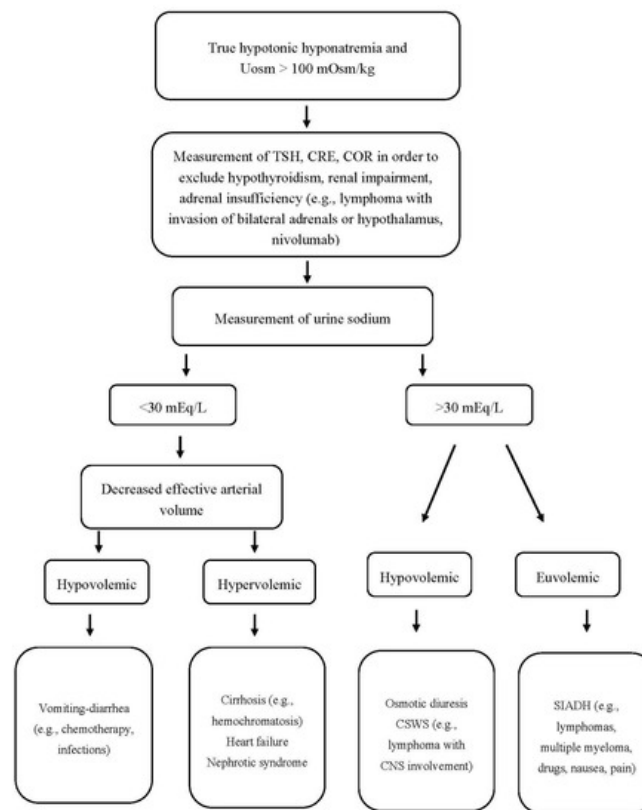 True hypotonic hyponatremia and
Uosm > 100 mOsm/kg
Measurement of TSH, CRE, COR in order to
exclude hypothyroidism, renal impairment,
adrenal insufficiency (e.g., lymphoma with
invasion of bilateral adrenals or hypothalamus,
nivolumab)
Measurement of urine sodium
<30 mEq/L
>30 mEq/L
Decreased effective arterial
volume
Hypovolemic
Hypervolemic
Hypovolemic
Euvolemic
Vomiting-diarrhea
(e.g., chemotherapy,
infections)
Cirrhosis (e.g.,
hemochromatosis)
Heart failure
Nephrotic syndrome
Osmotic diuresis
CSWS (e.g.,
lymphoma with
CNS involvement)
SIADH (e.g.,
lymphomas,
multiple myeloma,
drugs, nausea, pain)